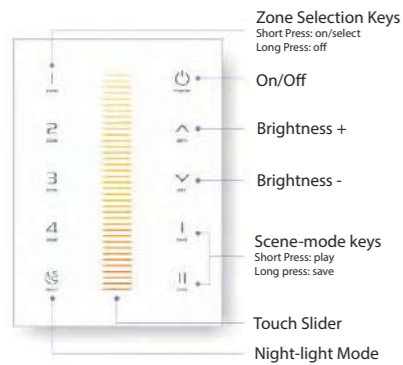 Zone Selection Keys
Short Press: on/select
Long Press: off
On/Off
Brightness +
Brightness -
Scene-mode keys
Short Press: play
Long press: save
Touch Slider
Night-light Mode
1
2
3
4
I
II